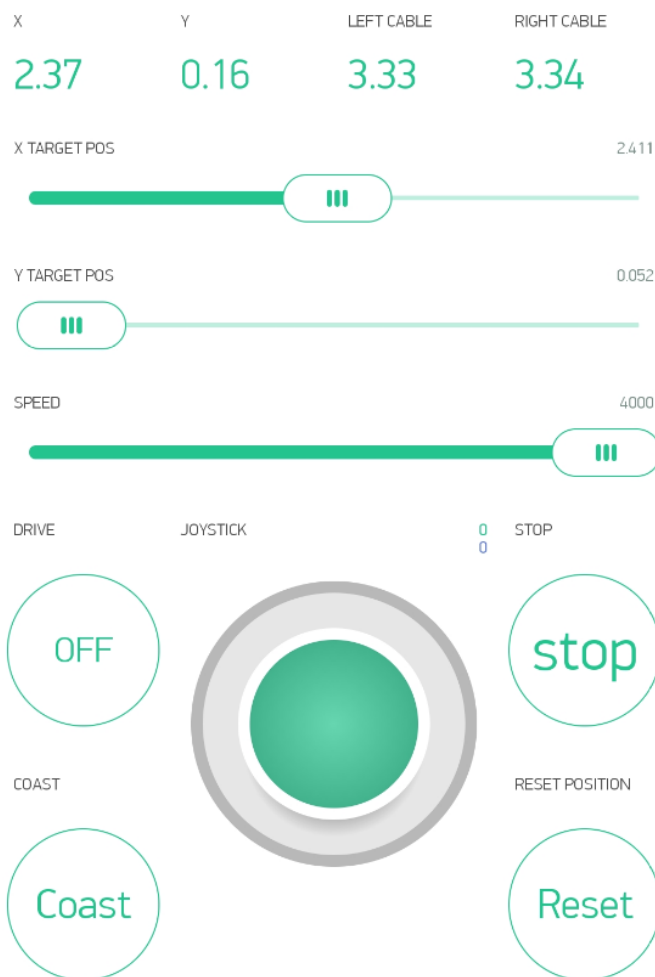 X Y LEFT CABLE RIGHT CABLE
2.37 0.16 3.33 3.34
X TARGET POS 2.411
Y TARGET POS 0.052
SPEED 4000
DRIVE JOYSTICK 0 STOP
0
OFF stop
COAST RESET POSITION
Coast Reset